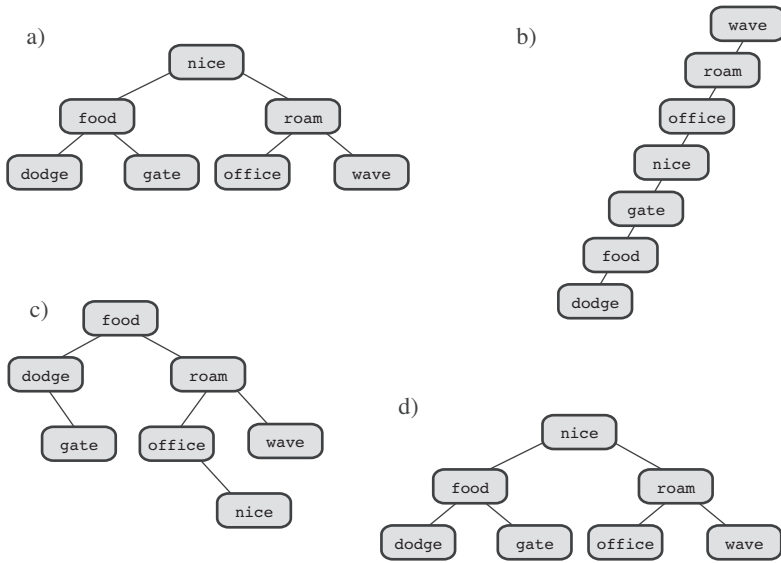 a)
nice
food roam
dodge gate office wave
b)
wave
roam
office
nice
gate
food
dodge
c)
food
dodge roam
gate office wave
nice
d)
nice
food roam
dodge gate office wave